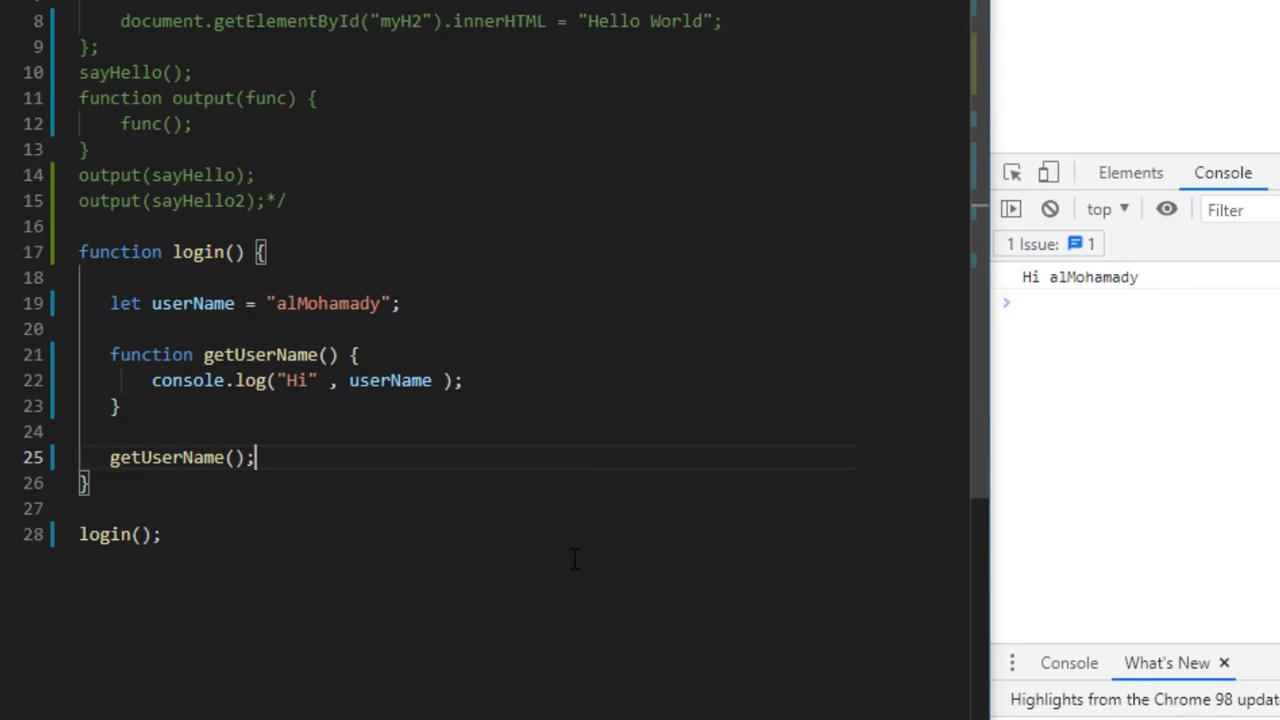 8 document.getElementById("myH2").innerHTML = "Hello World";
9 };
10 sayHello();
11 function output(func) {
12 func();
13 }
14 output(sayHello);
15 output(sayHello2);*/
16
17 function login() {
18
19 let userName = "alMohamady";
20
21 function getUserName() {
22 console.log("Hi" , userName );
23 }
24
25 getUserName();
26 }
27
28 login();
Elements Console
top ▼ Filter
1 Issue: 1
Hi alMohamady
>
Console What's New ×
Highlights from the Chrome 98 updat